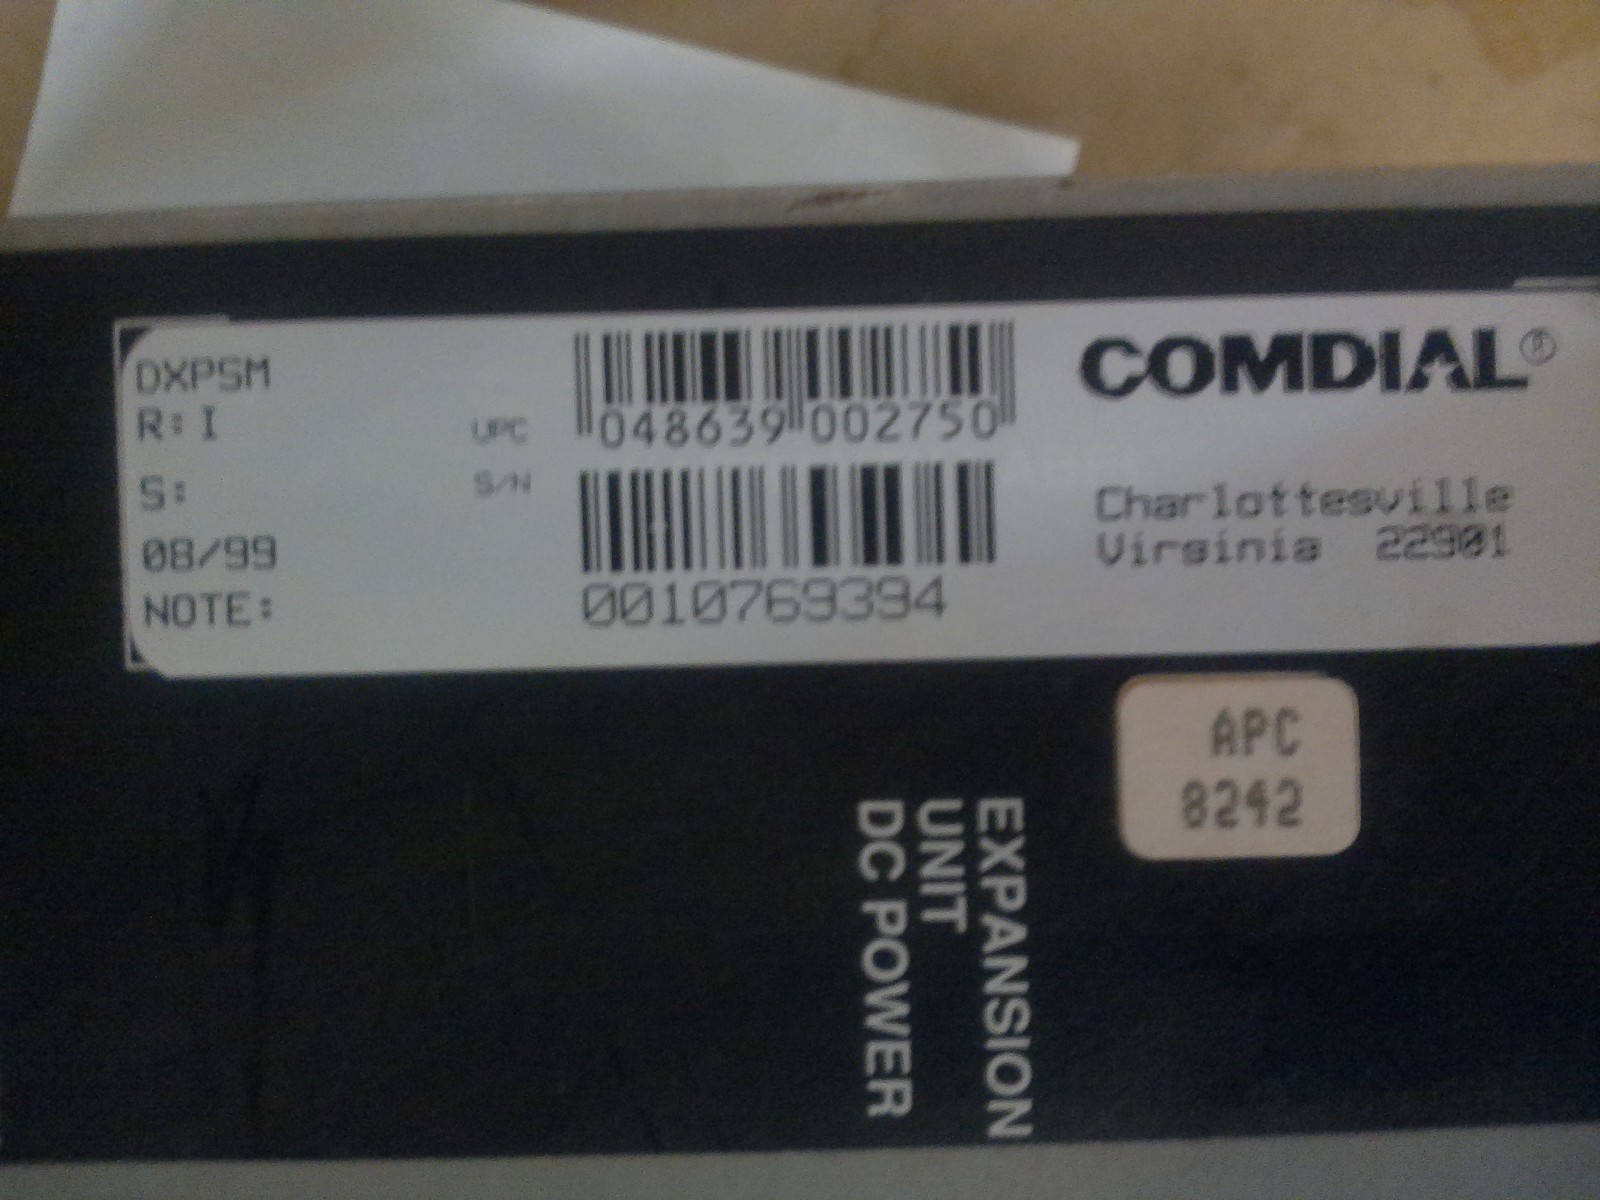 DXPSM
R: I
S:
08/99
NOTE:
UPC
048639 002750
S/N
0010769394
COMDIAL®
Charlottesville
Virginia 22901
APC
8242
EXPANSION
UNIT
DC POWER